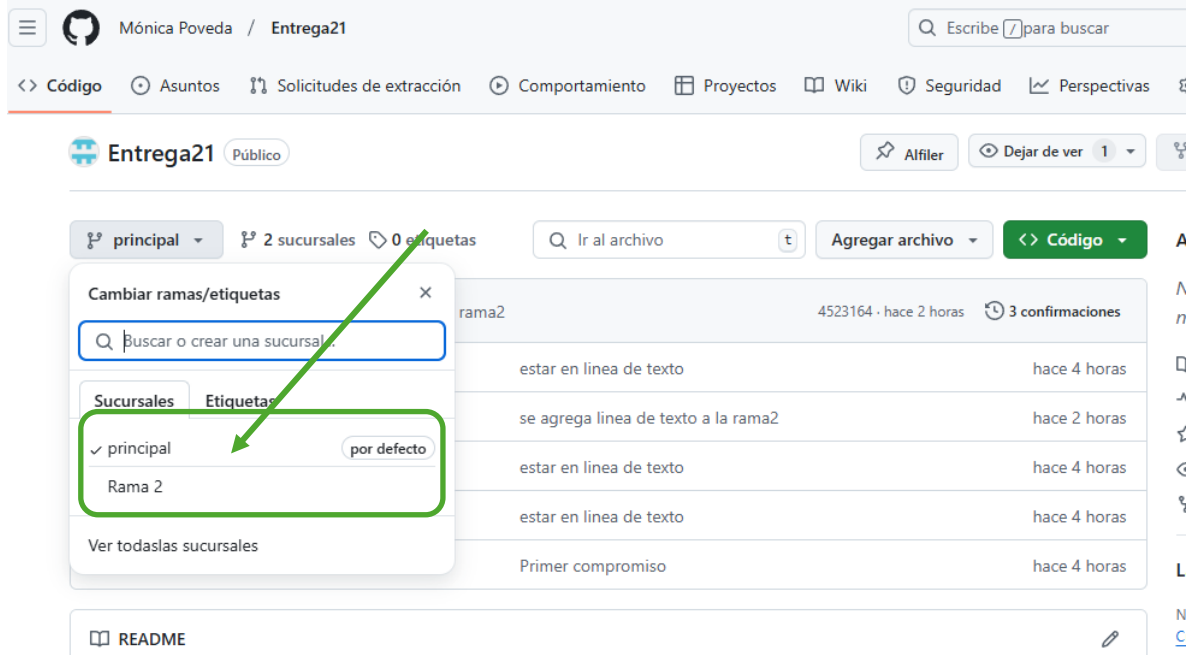 Mónica Poveda / Entrega21
Escribe / para buscar
Código Asuntos Solicitudes de extracción Comportamiento Proyectos Wiki Seguridad Perspectivas
Entrega21 Público
Alfiler Dejar de ver 1
principal 2 sucursales 0 etiquetas Ir al archivo t Agregar archivo Código
Cambiar ramas/etiquetas
rama2 4523164 · hace 2 horas 3 confirmaciones
Buscar o crear una sucursal...
estar en linea de texto hace 4 horas
Sucursales Etiquetas
se agrega linea de texto a la rama2 hace 2 horas
principal por defecto
estar en linea de texto hace 4 horas
Rama 2
estar en linea de texto hace 4 horas
Ver todaslas sucursales
Primer compromiso hace 4 horas
README